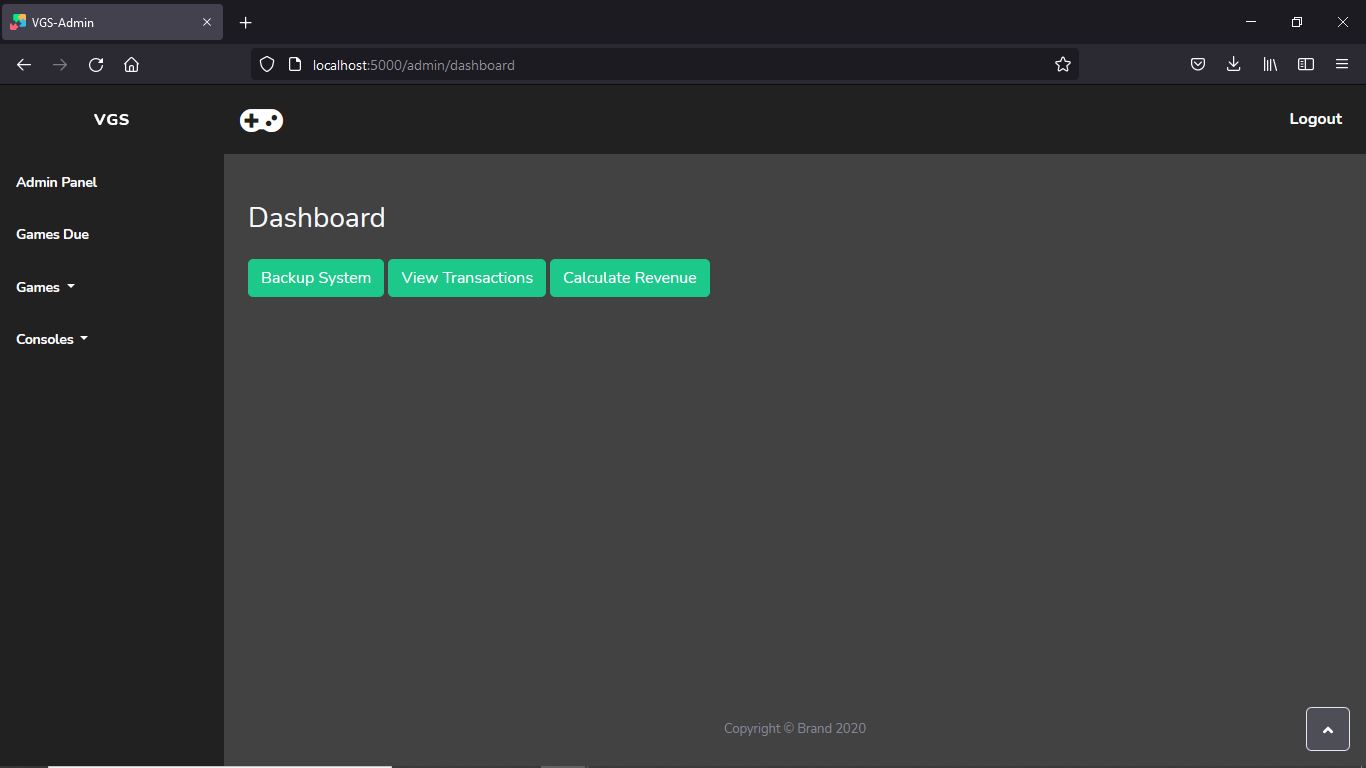 VGS-Admin
localhost:5000/admin/dashboard
VGS
Logout
Admin Panel
Games Due
Games
Consoles
Dashboard
Backup System View Transactions Calculate Revenue
Copyright © Brand 2020